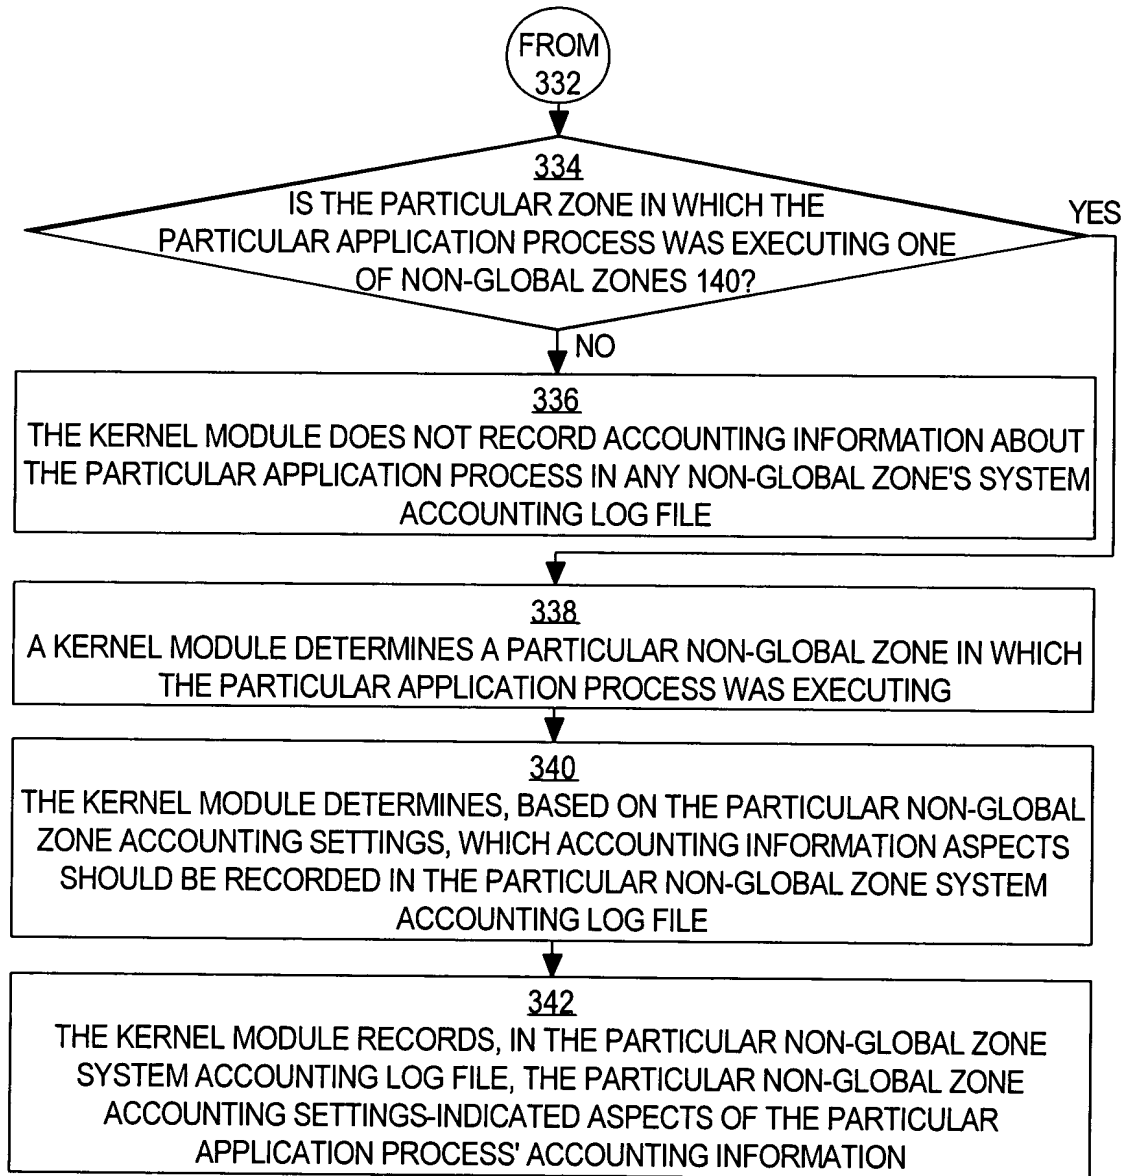 FROM
332
334
IS THE PARTICULAR ZONE IN WHICH THE
PARTICULAR APPLICATION PROCESS WAS EXECUTING ONE
OF NON-GLOBAL ZONES 140?
YES
NO
336
THE KERNEL MODULE DOES NOT RECORD ACCOUNTING INFORMATION ABOUT
THE PARTICULAR APPLICATION PROCESS IN ANY NON-GLOBAL ZONE'S SYSTEM
ACCOUNTING LOG FILE
338
A KERNEL MODULE DETERMINES A PARTICULAR NON-GLOBAL ZONE IN WHICH
THE PARTICULAR APPLICATION PROCESS WAS EXECUTING
340
THE KERNEL MODULE DETERMINES, BASED ON THE PARTICULAR NON-GLOBAL
ZONE ACCOUNTING SETTINGS, WHICH ACCOUNTING INFORMATION ASPECTS
SHOULD BE RECORDED IN THE PARTICULAR NON-GLOBAL ZONE SYSTEM
ACCOUNTING LOG FILE
342
THE KERNEL MODULE RECORDS, IN THE PARTICULAR NON-GLOBAL ZONE
SYSTEM ACCOUNTING LOG FILE, THE PARTICULAR NON-GLOBAL ZONE
ACCOUNTING SETTINGS-INDICATED ASPECTS OF THE PARTICULAR
APPLICATION PROCESS' ACCOUNTING INFORMATION